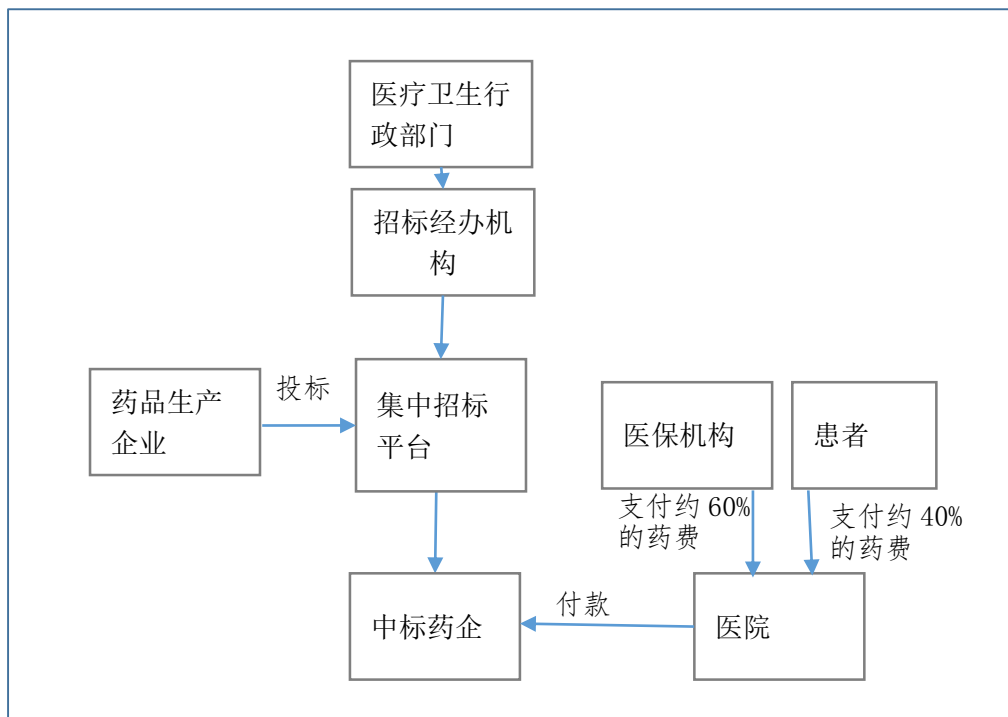 医疗卫生行
政部门
招标经办机
构
药品生产
企业
投标
集中招标
平台
医保机构
患者
支付约 60%
的药费
支付约 40%
的药费
中标药企
付款
医院